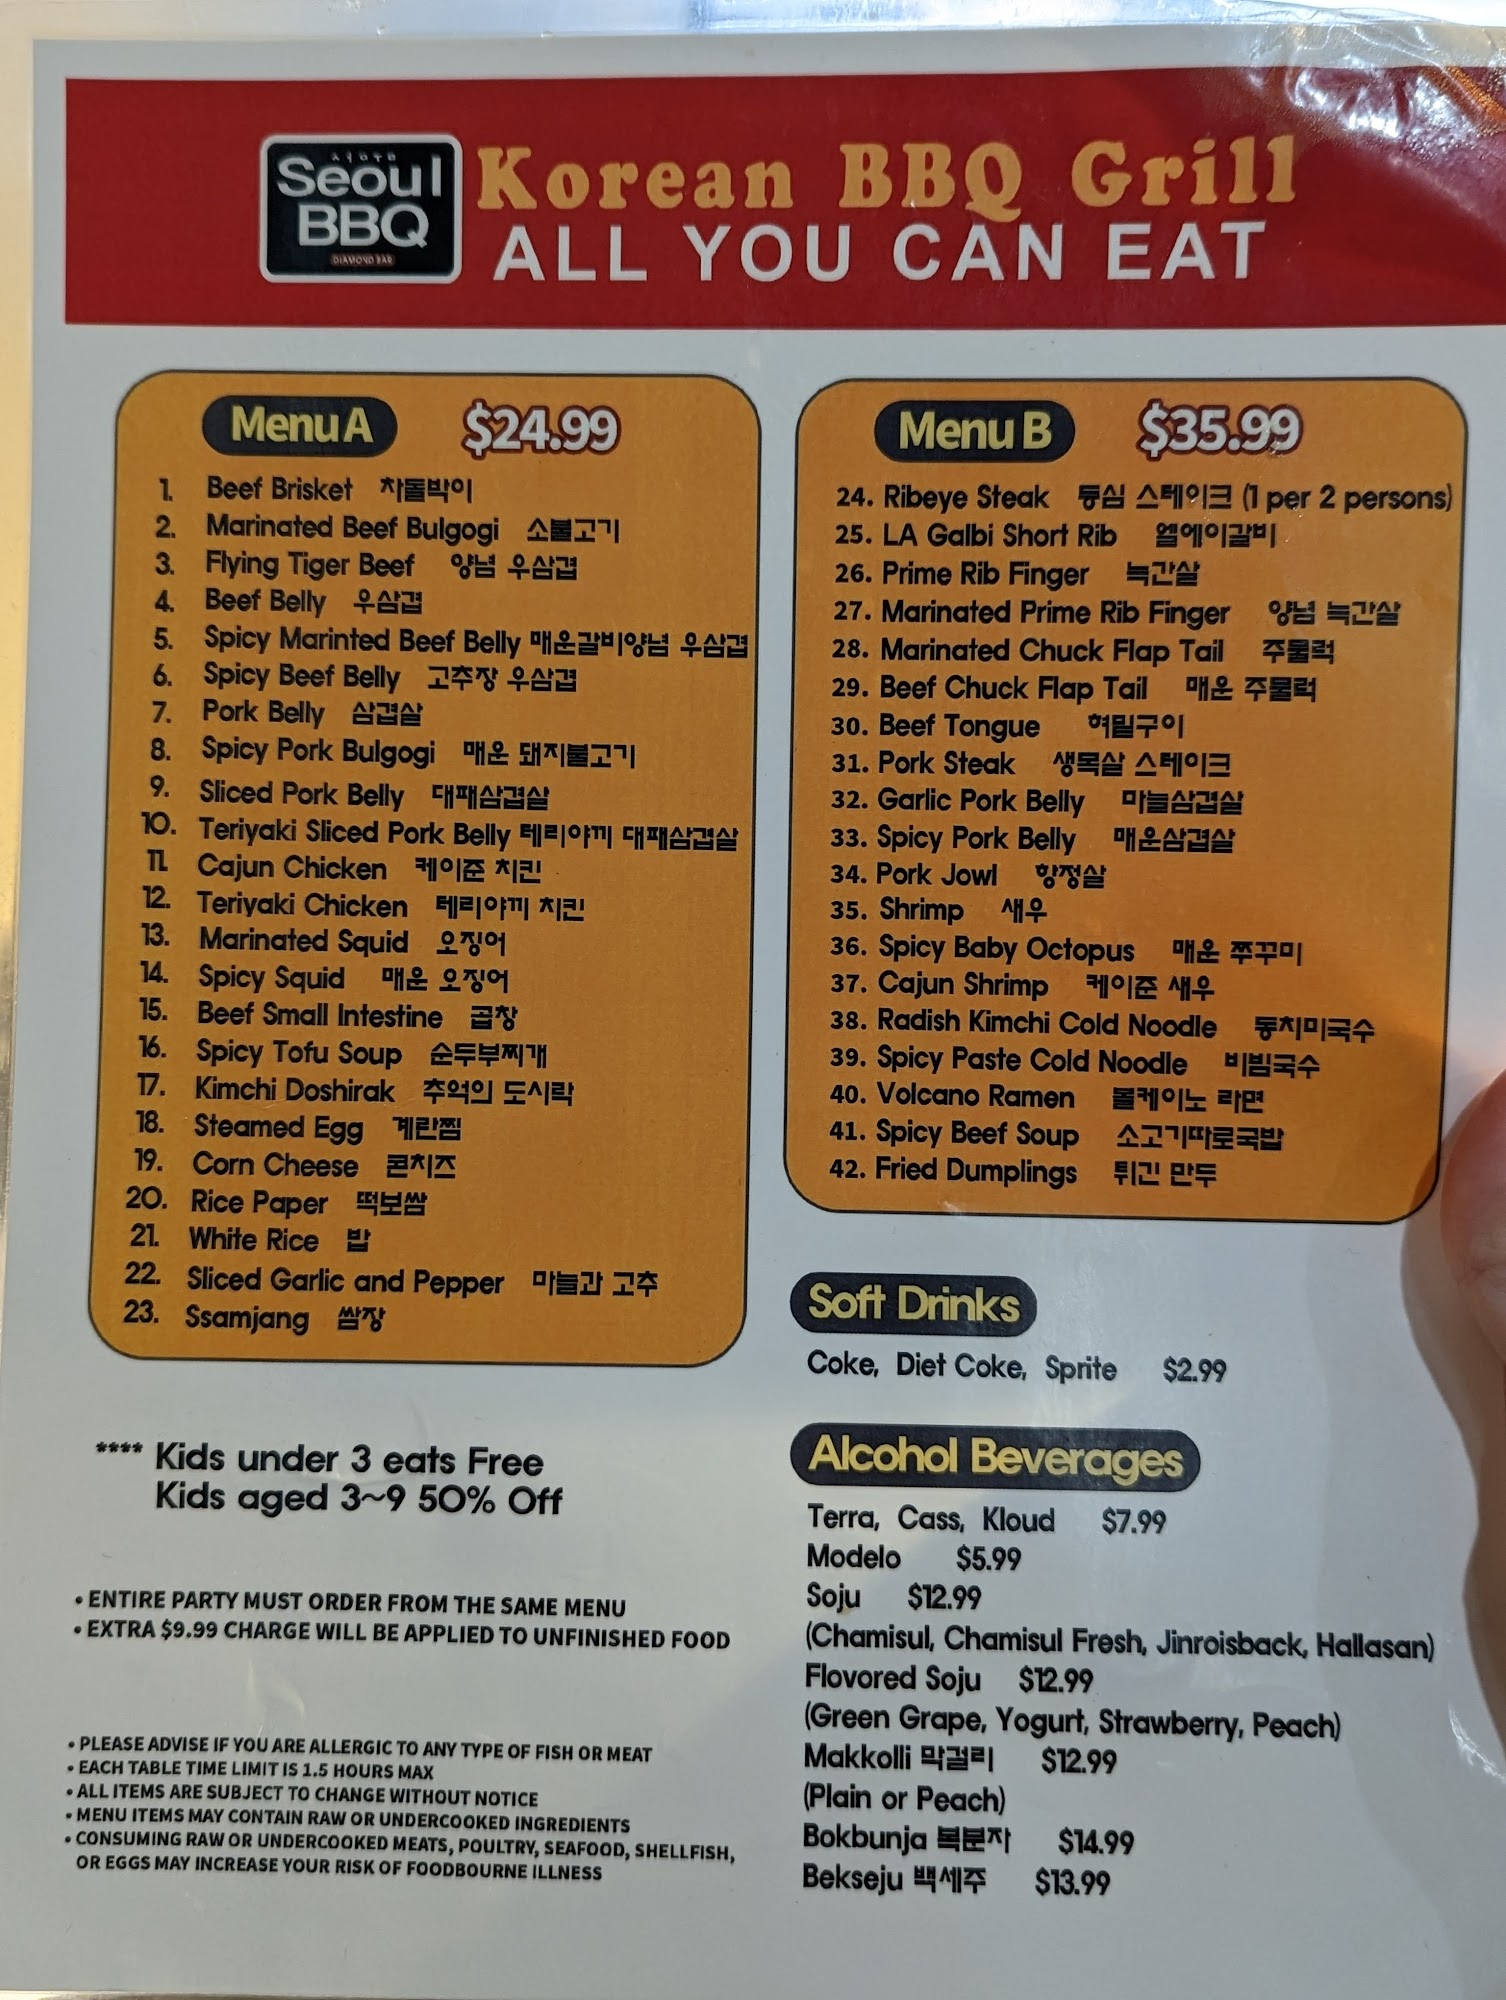 Seoul
BBQ
DIAMOND BAR
Korean BBQ Grill
ALL YOU CAN EAT
Menu A $24.99
1. Beef Brisket 차돌박이
2. Marinated Beef Bulgogi 소불고기
3. Flying Tiger Beef 양념 우삼겹
4. Beef Belly 우삼겹
5. Spicy Marinted Beef Belly 매운갈비양념 우삼겹
6. Spicy Beef Belly 고추장 우삼겹
7. Pork Belly 삼겹살
8. Spicy Pork Bulgogi 매운 돼지불고기
9. Sliced Pork Belly 대패삼겹살
10. Teriyaki Sliced Pork Belly 테리야끼 대패삼겹살
11. Cajun Chicken 케이준 치킨
12. Teriyaki Chicken 테리야끼 치킨
13. Marinated Squid 오징어
14. Spicy Squid 매운 오징어
15. Beef Small Intestine 곱창
16. Spicy Tofu Soup 순두부찌개
17. Kimchi Doshirak 추억의 도시락
18. Steamed Egg 계란찜
19. Corn Cheese 콘치즈
20. Rice Paper 떡보쌈
21. White Rice 밥
22. Sliced Garlic and Pepper 마늘과 고추
23. Ssamjang 쌈장
Menu B $35.99
24. Ribeye Steak 등심 스테이크 (1 per 2 persons)
25. LA Galbi Short Rib 엘에이갈비
26. Prime Rib Finger 늑간살
27. Marinated Prime Rib Finger 양념 늑간살
28. Marinated Chuck Flap Tail 주물럭
29. Beef Chuck Flap Tail 매운 주물럭
30. Beef Tongue 혀밑구이
31. Pork Steak 생목살 스테이크
32. Garlic Pork Belly 마늘삼겹살
33. Spicy Pork Belly 매운삼겹살
34. Pork Jowl 항정살
35. Shrimp 새우
36. Spicy Baby Octopus 매운 쭈꾸미
37. Cajun Shrimp 케이준 새우
38. Radish Kimchi Cold Noodle 동치미국수
39. Spicy Paste Cold Noodle 비빔국수
40. Volcano Ramen 볼케이노 라면
41. Spicy Beef Soup 소고기따로국밥
42. Fried Dumplings 튀긴 만두
Soft Drinks
Coke, Diet Coke, Sprite $2.99
Alcohol Beverages
Terra, Cass, Kloud $7.99
Modelo $5.99
Soju $12.99
(Chamisul, Chamisul Fresh, Jinroisback, Hallasan)
Flovored Soju $12.99
(Green Grape, Yogurt, Strawberry, Peach)
Makkolli 막걸리 $12.99
(Plain or Peach)
Bokbunja 복분자 $14.99
Bekseju 백세주 $13.99
**** Kids under 3 eats Free
Kids aged 3~9 50% Off
• ENTIRE PARTY MUST ORDER FROM THE SAME MENU
• EXTRA $9.99 CHARGE WILL BE APPLIED TO UNFINISHED FOOD
• PLEASE ADVISE IF YOU ARE ALLERGIC TO ANY TYPE OF FISH OR MEAT
• EACH TABLE TIME LIMIT IS 1.5 HOURS MAX
• ALL ITEMS ARE SUBJECT TO CHANGE WITHOUT NOTICE
• MENU ITEMS MAY CONTAIN RAW OR UNDERCOOKED INGREDIENTS
• CONSUMING RAW OR UNDERCOOKED MEATS, POULTRY, SEAFOOD, SHELLFISH,
OR EGGS MAY INCREASE YOUR RISK OF FOODBOURNE ILLNESS